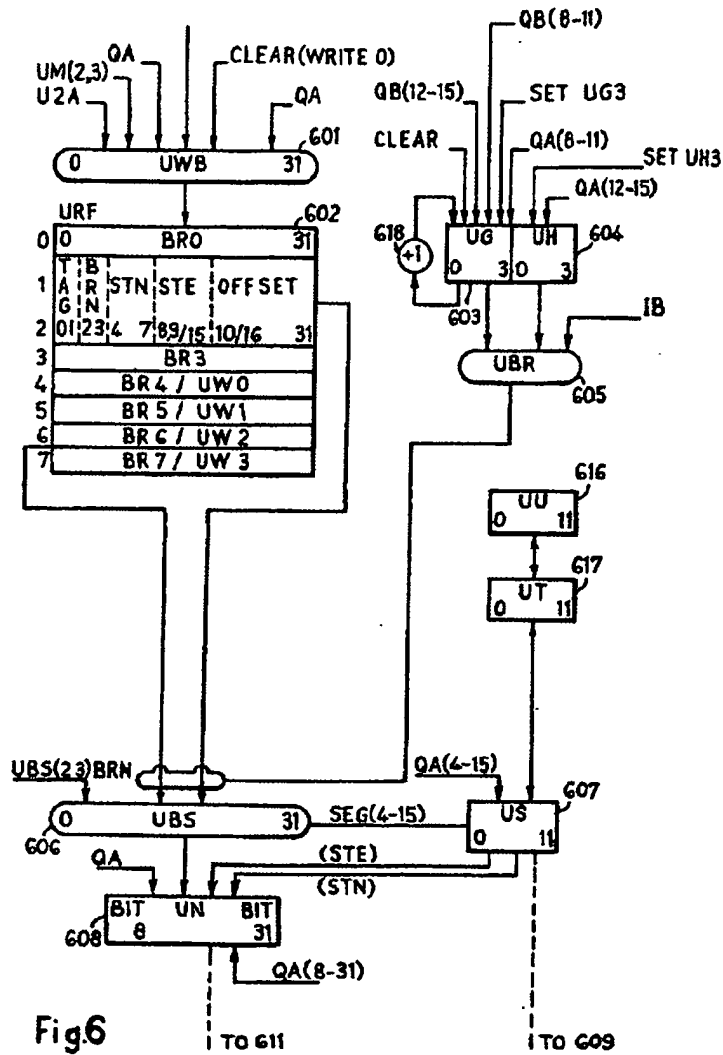 QB(8-11)
QA
CLEAR(WRITE 0)
UM(2,3)
U2A
QA
QB(12-15)
SET UG3
601
CLEAR
QA(8-11)
SET UH3
0 UWB 31
QA(12-15)
URF
602
618
+1
UG
UH
604
0 0 BR0 31
0 3 0 3
603
1 TAG BRN STN STE OFFSET
IB
2 01 23 4 7 8,9/15 10/16 31
3 BR3
UBR
4 BR4 / UW0
605
5 BR5 / UW1
6 BR6 / UW2
7 BR7 / UW3
616
UU
0 11
617
UT
0 11
UBS(23)BRN
QA(4-15)
607
0 UBS 31
SEG(4-15)
US
0 11
606
(STE)
QA
(STN)
BIT UN BIT
8 31
608
QA(8-31)
Fig.6
TO 611
TO 609